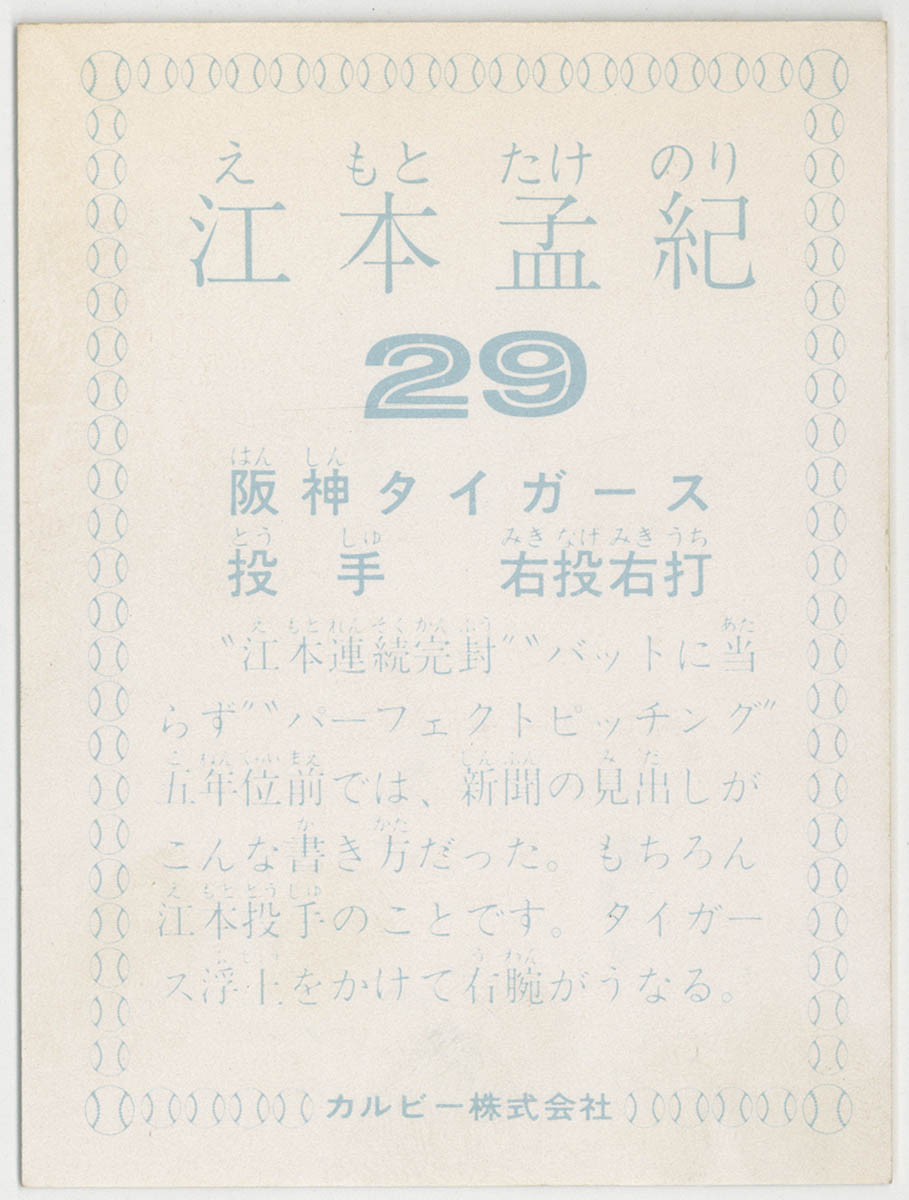 え もと たけ のり
江本孟紀
29
はん しん
阪神タイガース
とう しゅ みき なげ みき うち
投手 右投右打
え もと れん ぞく かん ぷう あた
〝江本連続完封〞〝バットに当
らず〞〝パーフェクトピッチング〞
ご ねん くらい まえ しん ぶん み だ
五年位前では、新聞の見出しが
か かた
こんな書き方だった。もちろん
え もと とう しゅ
江本投手のことです。タイガー
う わん
ス浮上をかけて右腕がうなる。
カルビー株式会社